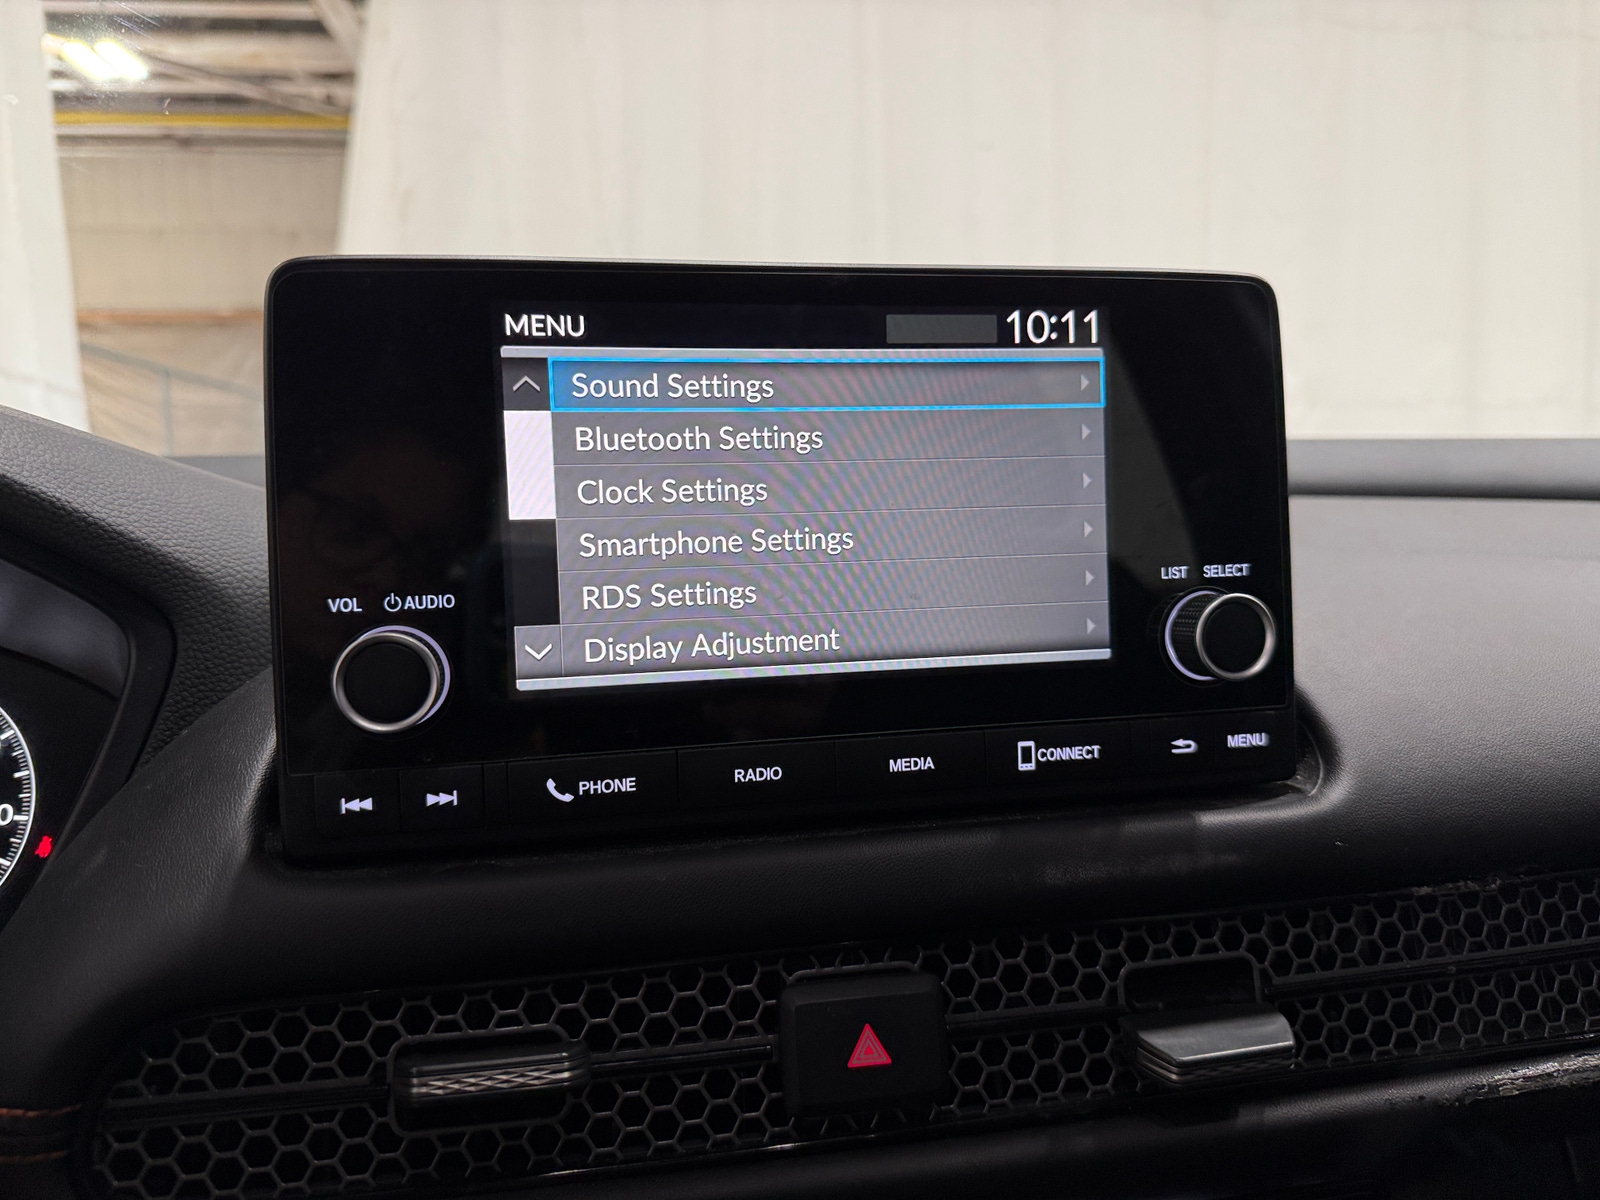 MENU 10:11
Sound Settings
Bluetooth Settings
Clock Settings
Smartphone Settings
RDS Settings
Display Adjustment
VOL AUDIO
LIST SELECT
PHONE RADIO MEDIA CONNECT MENU
0